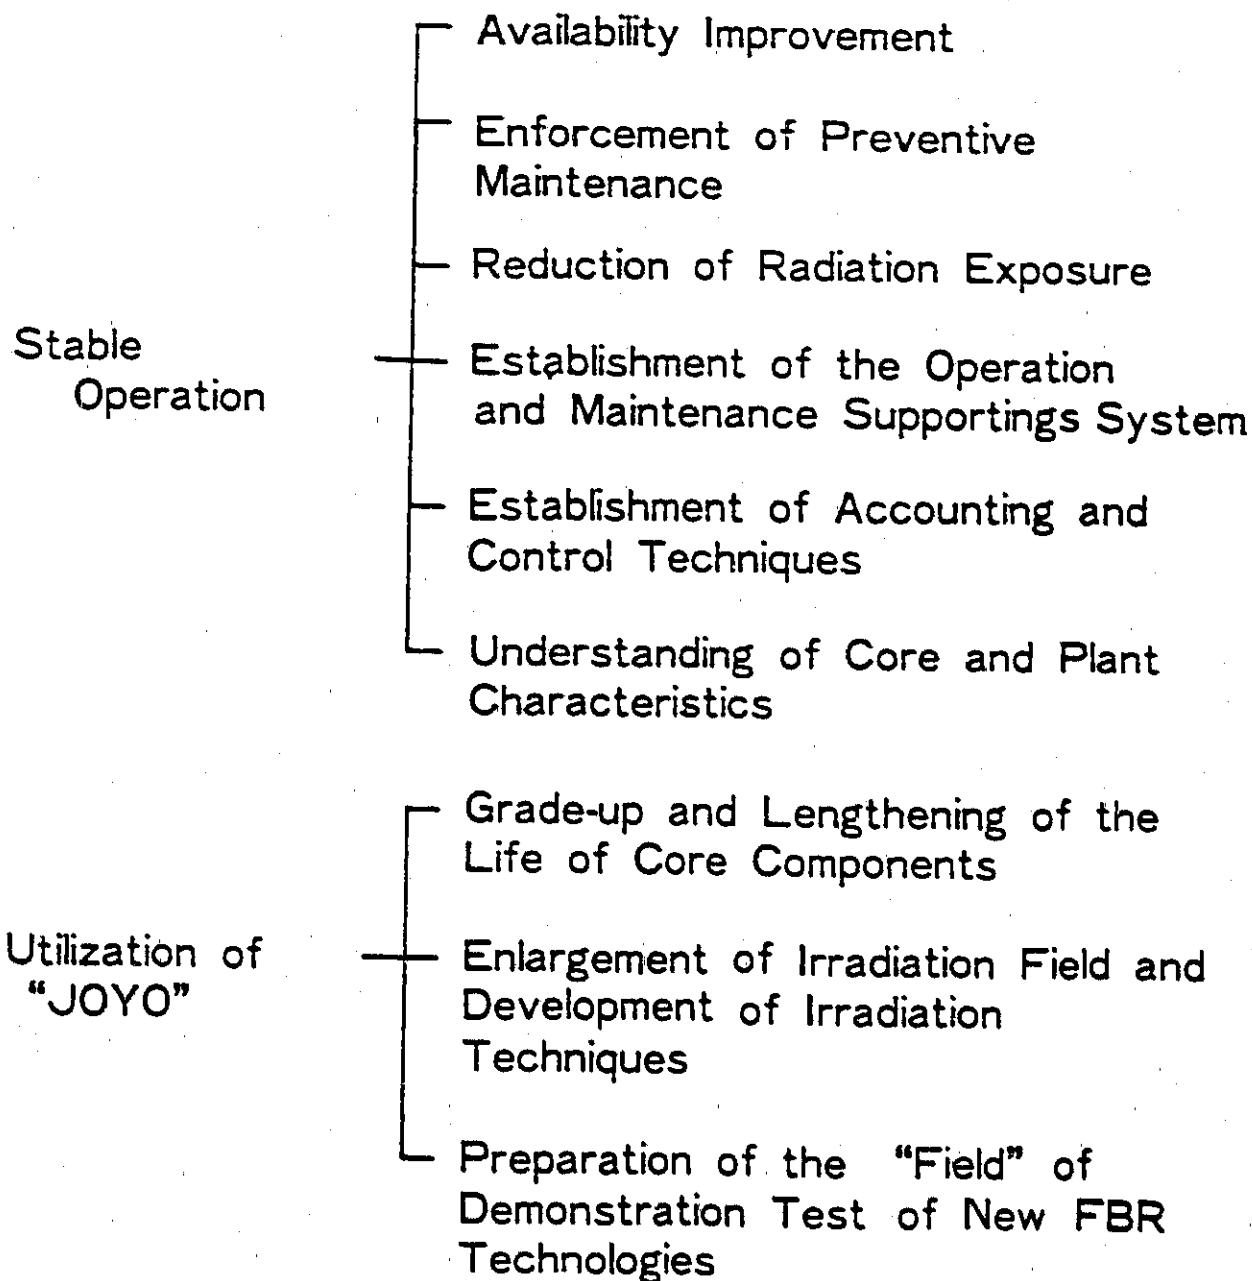 Availability Improvement
Enforcement of Preventive
Maintenance
Reduction of Radiation Exposure
Stable
Operation
Establishment of the Operation
and Maintenance Supportings System
Establishment of Accounting and
Control Techniques
Understanding of Core and Plant
Characteristics
Grade-up and Lengthening of the
Life of Core Components
Utilization of
“JOYO”
Enlargement of Irradiation Field and
Development of Irradiation
Techniques
Preparation of the “Field” of
Demonstration Test of New FBR
Technologies